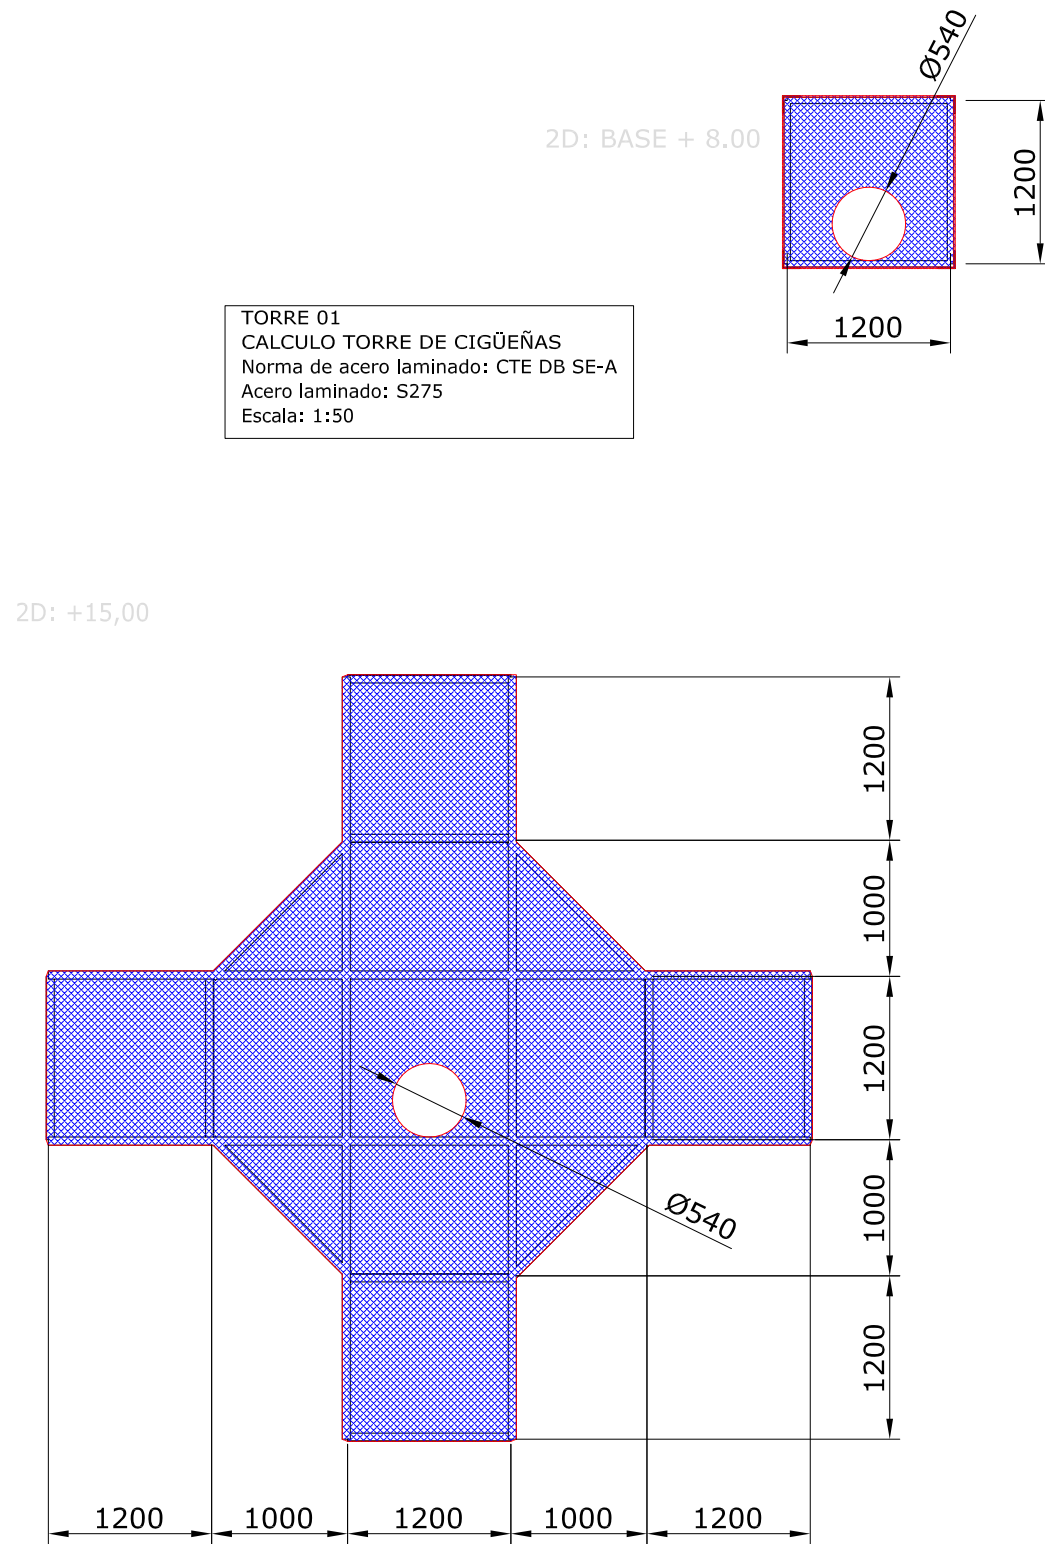 Ø540
2D: BASE + 8.00
1200
1200
TORRE 01
CALCULO TORRE DE CIGÜEÑAS
Norma de acero laminado: CTE DB SE-A
Acero laminado: S275
Escala: 1:50
2D: +15,00
1200
1000
1200
Ø540
1000
1200
1200
1000
1200
1000
1200